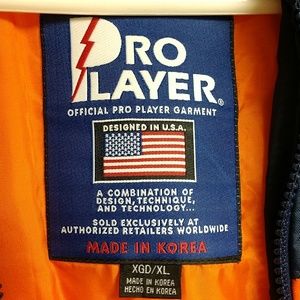 PRO
PLAYER®
OFFICIAL PRO PLAYER GARMENT
DESIGNED IN U.S.A.
A COMBINATION OF
DESIGN, TECHNIQUE,
AND TECHNOLOGY...
SOLD EXCLUSIVELY AT
AUTHORIZED RETAILERS WORLDWIDE
MADE IN KOREA
XGD/XL
MADE IN KOREA
HECHO EN KOREA